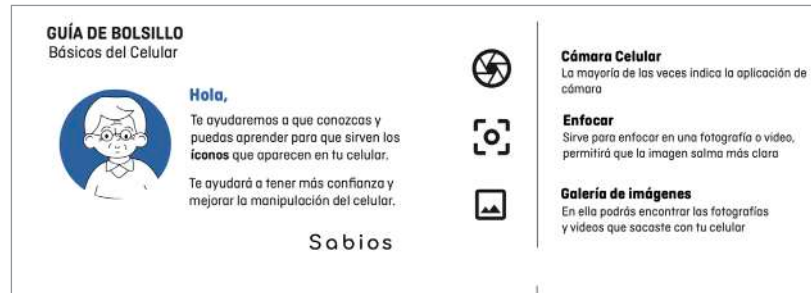 GUÍA DE BOLSILLO
Básicos del Celular
Hola,
Te ayudaremos a que conozcas y
puedas aprender para que sirven los
íconos que aparecen en tu celular.
Te ayudará a tener más confianza y
mejorar la manipulación del celular.
Sabios
Cámara Celular
La mayoría de las veces indica la aplicación de
cámara
Enfocar
Sirve para enfocar en una fotografía o video,
permitirá que la imagen salma más clara
Galería de imágenes
En ella podrás encontrar las fotografías
y videos que sacaste con tu celular